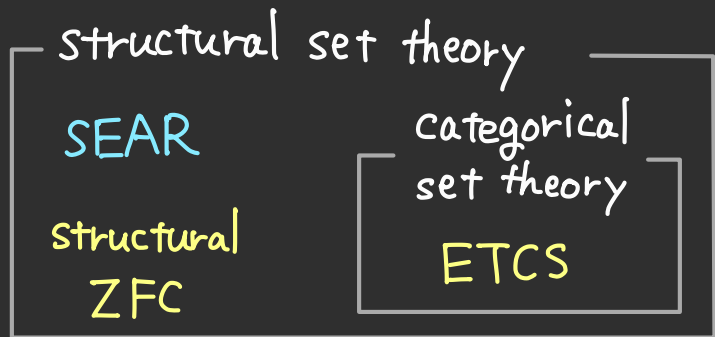 structural set theory
SEAR
categorical
set theory
structural
ZFC
ETCS